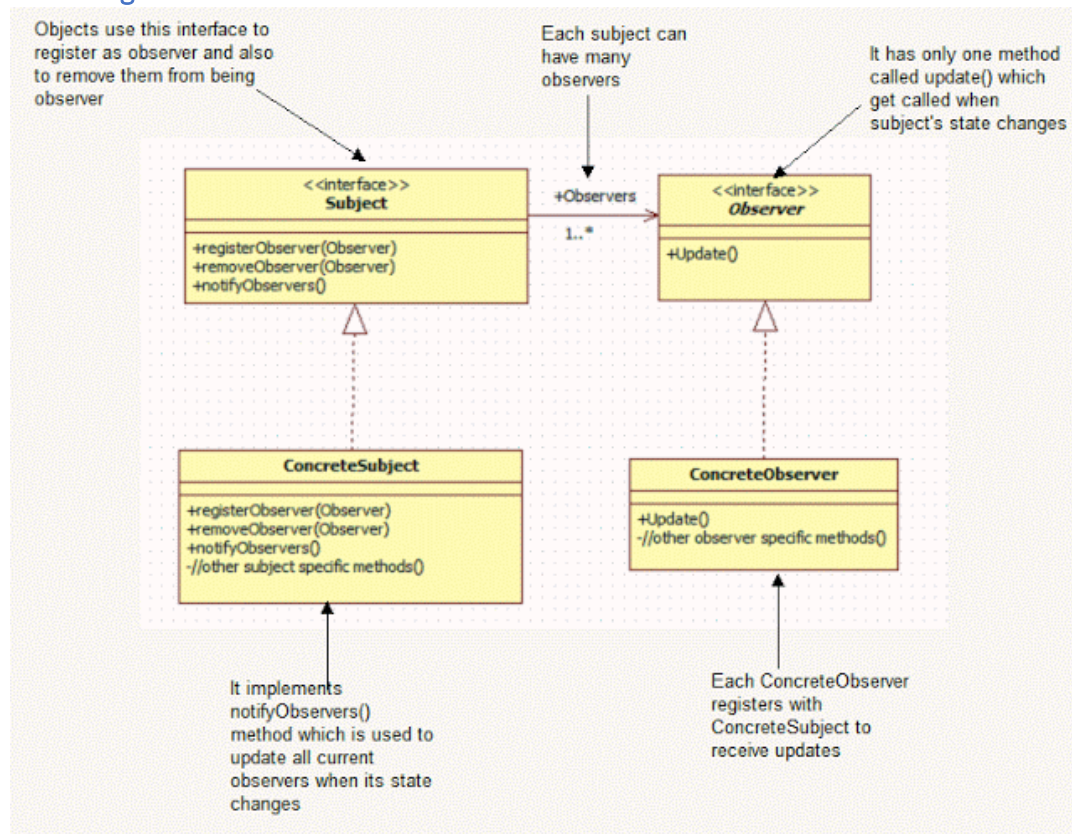 Objects use this interface to
register as observer and also
to remove them from being
observer
Each subject can
have many
observers
It has only one method
called update() which
get called when
subject's state changes
<<interface>>
Subject
+registerObserver(Observer)
+removeObserver(Observer)
+notifyObservers()
+Observers
1..*
<<interface>>
Observer
+Update()
ConcreteSubject
+registerObserver(Observer)
+removeObserver(Observer)
+notifyObservers()
-//other subject specific methods()
ConcreteObserver
+Update()
-//other observer specific methods()
It implements
notifyObservers()
method which is used to
update all current
observers when its state
changes
Each ConcreteObserver
registers with
ConcreteSubject to
receive updates